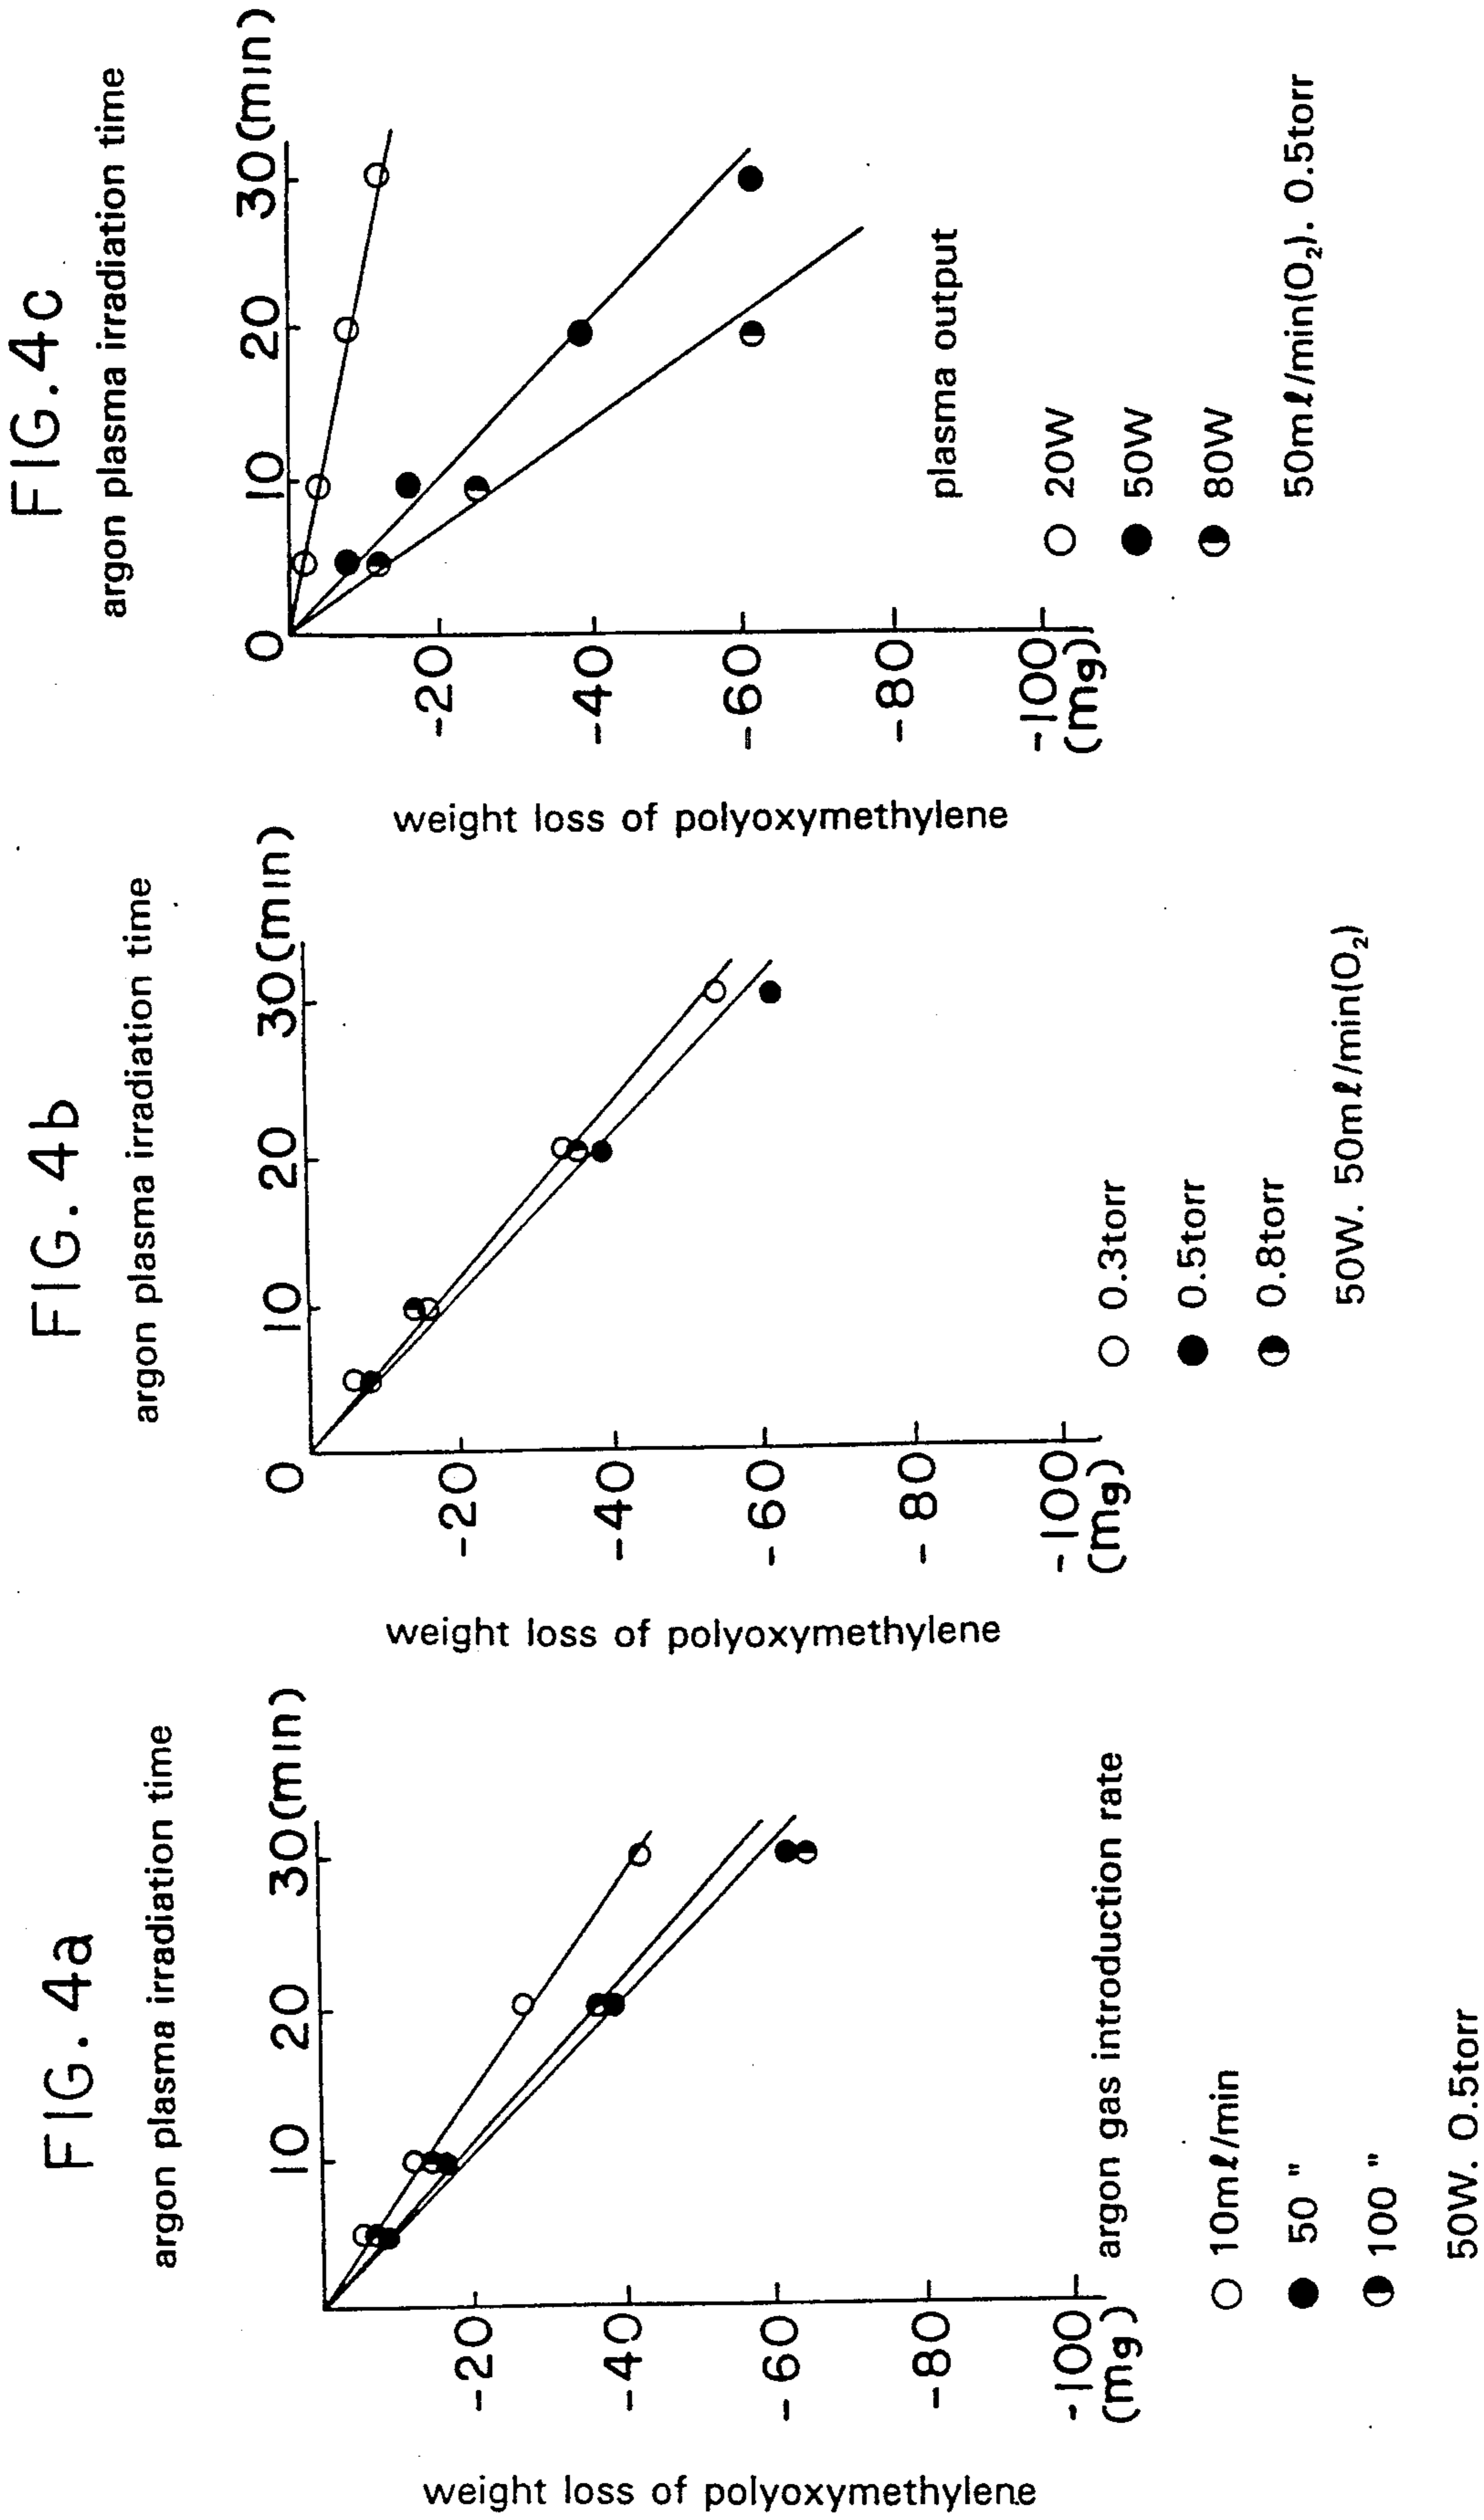 FIG. 4a
argon plasma irradiation time
10 20 30(min)
-20
-40
-60
-80
-100
(mg)
weight loss of polyoxymethylene
argon gas introduction rate
○ 10mℓ/min
● 50 "
◐ 100 "
50W. 0.5torr
FIG. 4b
argon plasma irradiation time
0 10 20 30(min)
-20
-40
-60
-80
-100
(mg)
weight loss of polyoxymethylene
○ 0.3torr
● 0.5torr
◐ 0.8torr
50W. 50mℓ/min(O₂)
FIG.4c
argon plasma irradiation time
0 10 20 30(min)
-20
-40
-60
-80
-100
(mg)
weight loss of polyoxymethylene
plasma output
○ 20W
● 50W
◐ 80W
50mℓ/min(O₂). 0.5torr